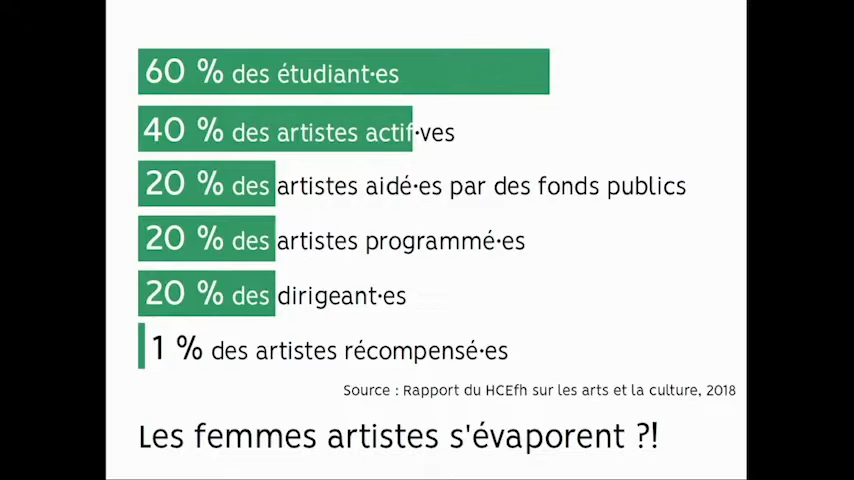 60 % des étudiant·es
40 % des artistes actif·ves
20 % des artistes aidé·es par des fonds publics
20 % des artistes programmé·es
20 % des dirigeant·es
1 % des artistes récompensé·es
Source : Rapport du HCEfh sur les arts et la culture, 2018
Les femmes artistes s'évaporent ?!